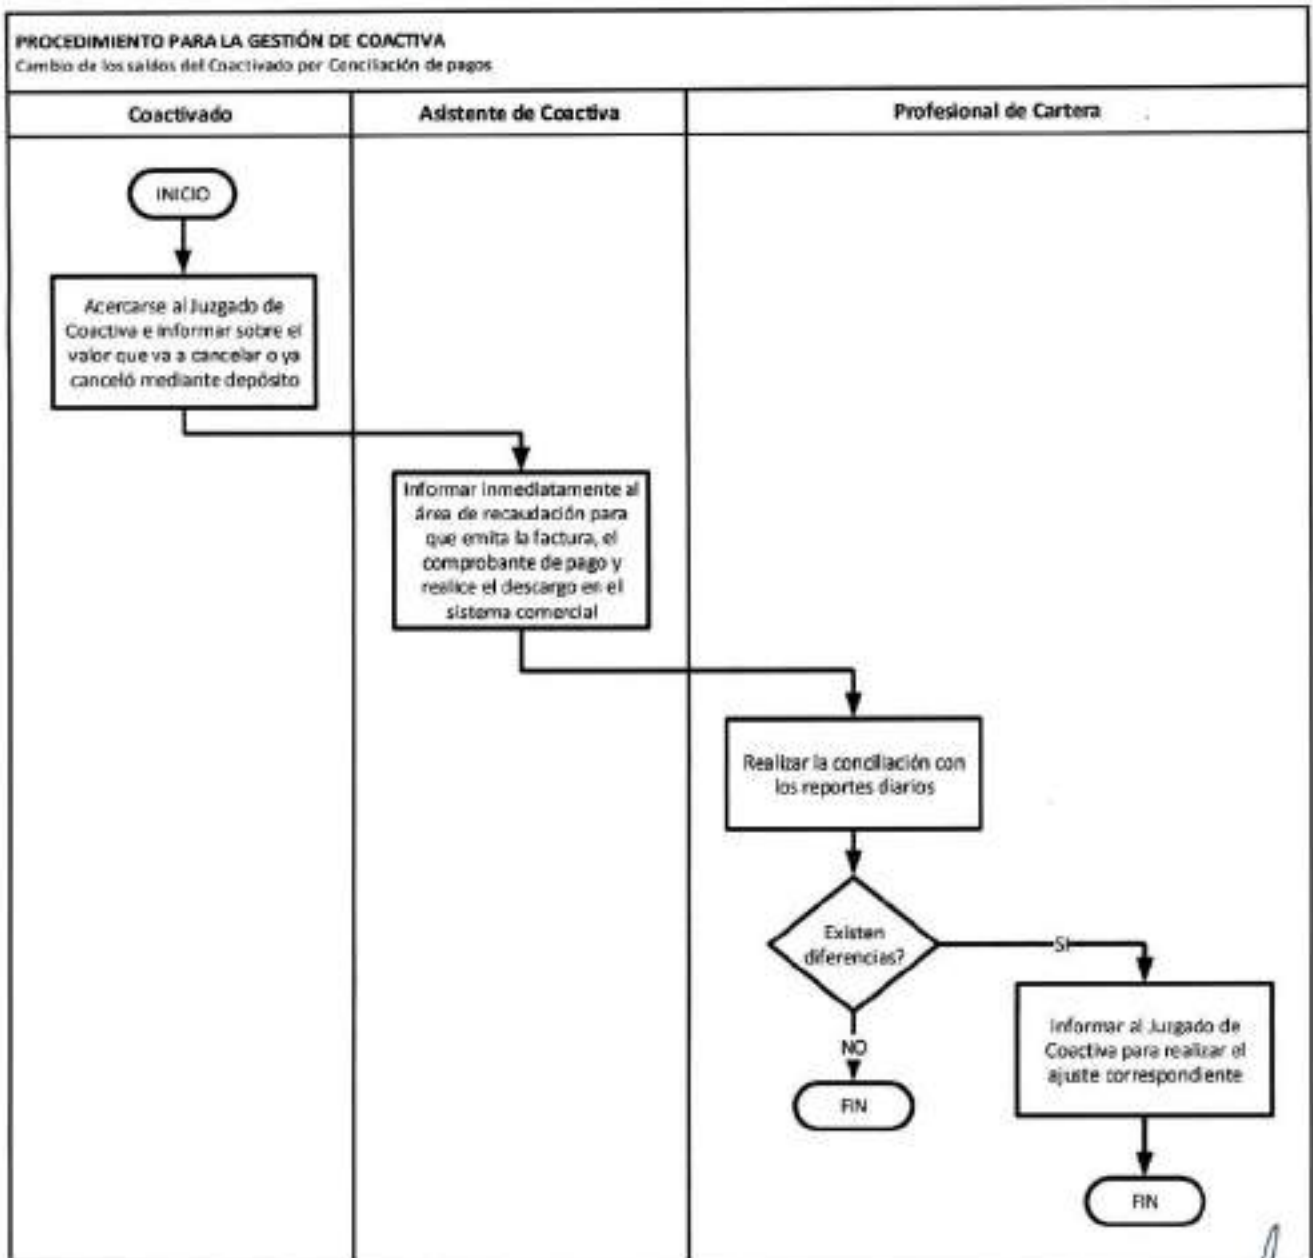 PROCEDIMIENTO PARA LA GESTIÓN DE COACTIVA
Cambio de los saldos del Coactivado por Conciliación de pagos
Coactivado
Asistente de Coactiva
Profesional de Cartera
INICIO
Acercarse al Juzgado de
Coactiva e informar sobre el
valor que va a cancelar o ya
canceló mediante depósito
Informar inmediatamente al
área de recaudación para
que emita la factura, el
comprobante de pago y
realice el descargo en el
sistema comercial
Realizar la conciliación con
los reportes diarios
Existen
diferencias?
SI
Informar al Juzgado de
Coactiva para realizar el
ajuste correspondiente
NO
FIN
FIN